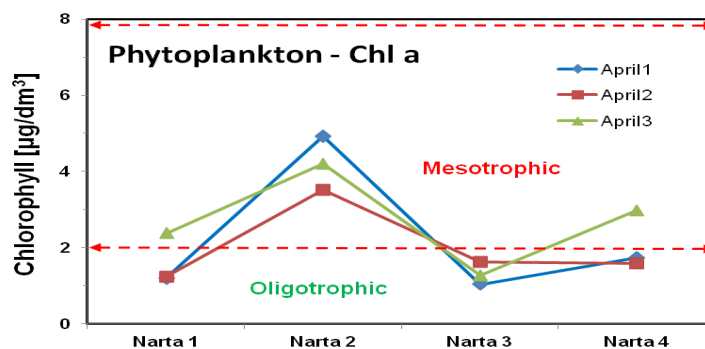 Phytoplankton - Chl a
Chlorophyll [µg/dm³]
8
6
4
2
0
April1
April2
April3
Mesotrophic
Oligotrophic
Narta 1 Narta 2 Narta 3 Narta 4